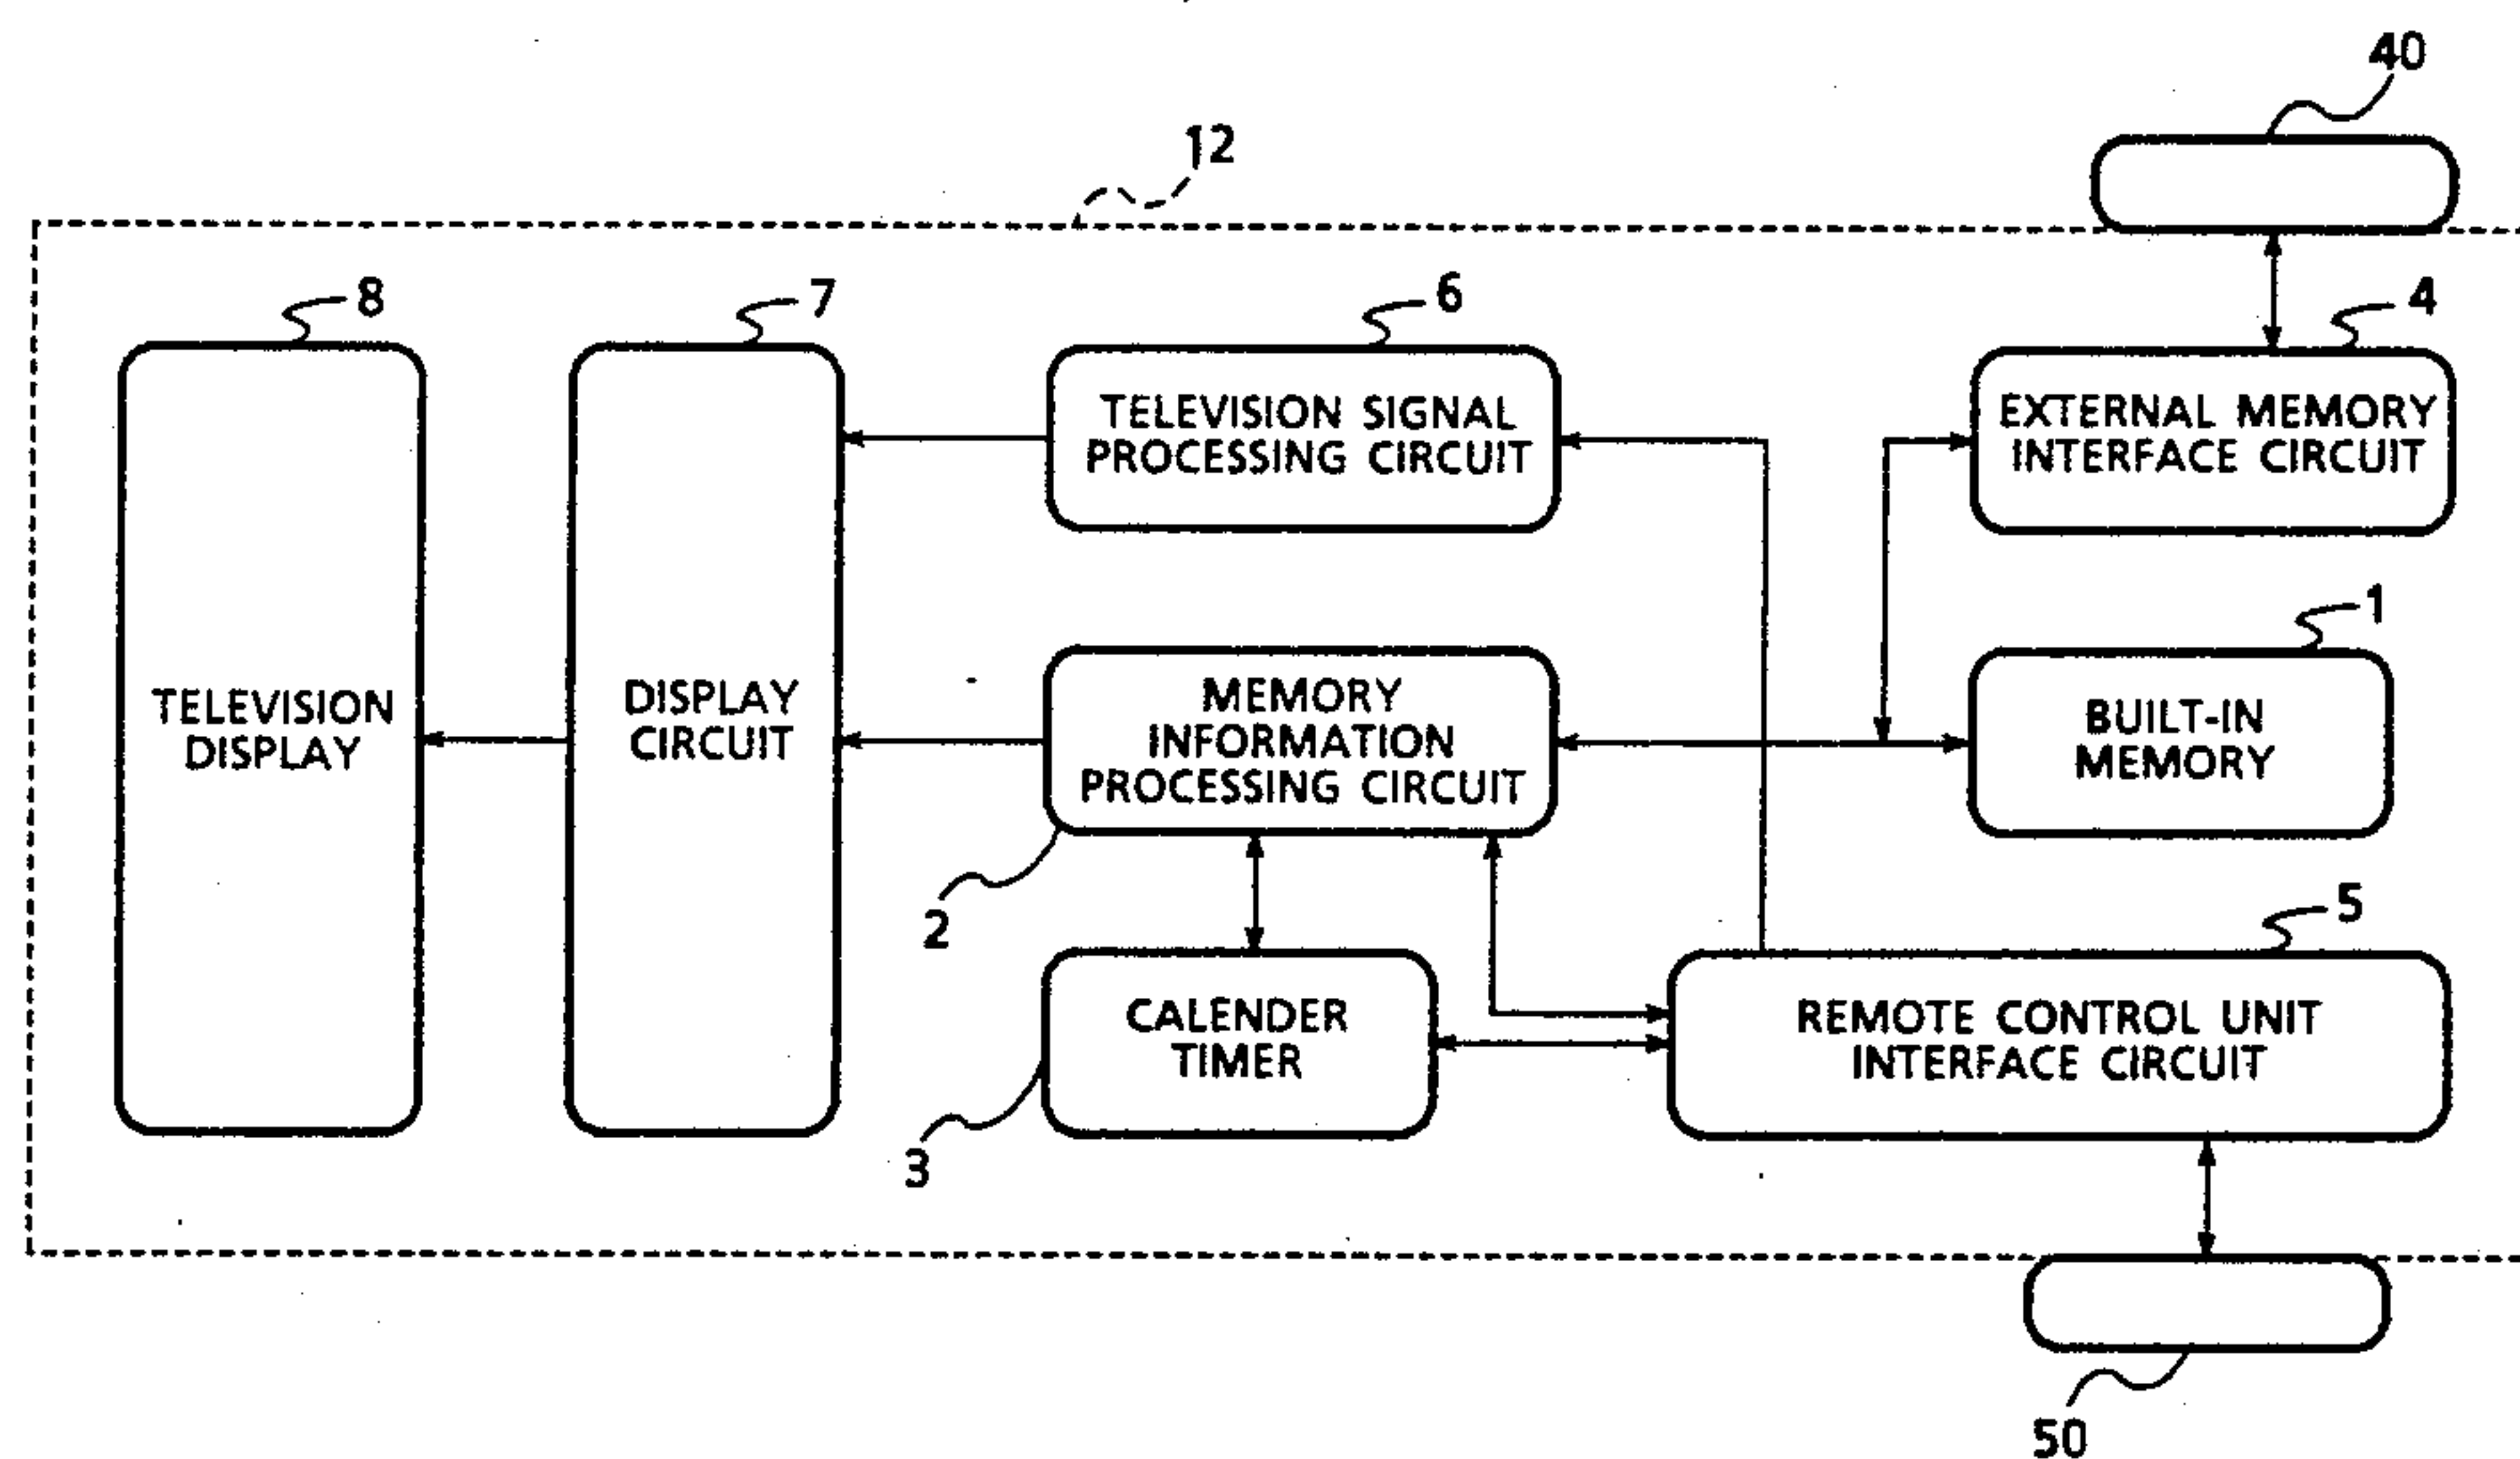 40
12
8
7
6
4
TELEVISION SIGNAL
PROCESSING CIRCUIT
EXTERNAL MEMORY
INTERFACE CIRCUIT
1
TELEVISION
DISPLAY
DISPLAY
CIRCUIT
MEMORY
INFORMATION
PROCESSING CIRCUIT
BUILT-IN
MEMORY
2
5
CALENDER
TIMER
REMOTE CONTROL UNIT
INTERFACE CIRCUIT
3
50